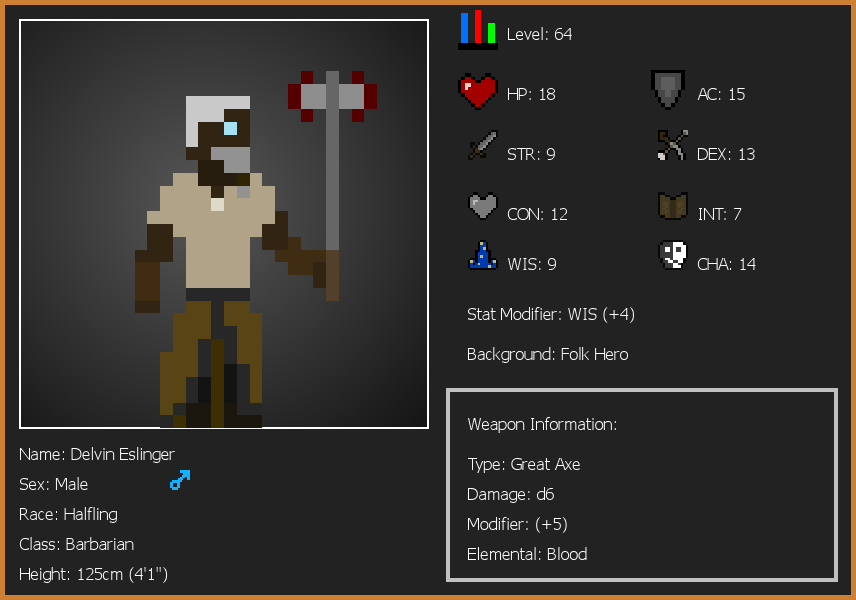 Level: 64
HP: 18
AC: 15
STR: 9
DEX: 13
CON: 12
INT: 7
WIS: 9
CHA: 14
Stat Modifier: WIS (+4)
Background: Folk Hero
Weapon Information:
Type: Great Axe
Damage: d6
Modifier: (+5)
Elemental: Blood
Name: Delvin Eslinger
Sex: Male
Race: Halfling
Class: Barbarian
Height: 125cm (4'1")